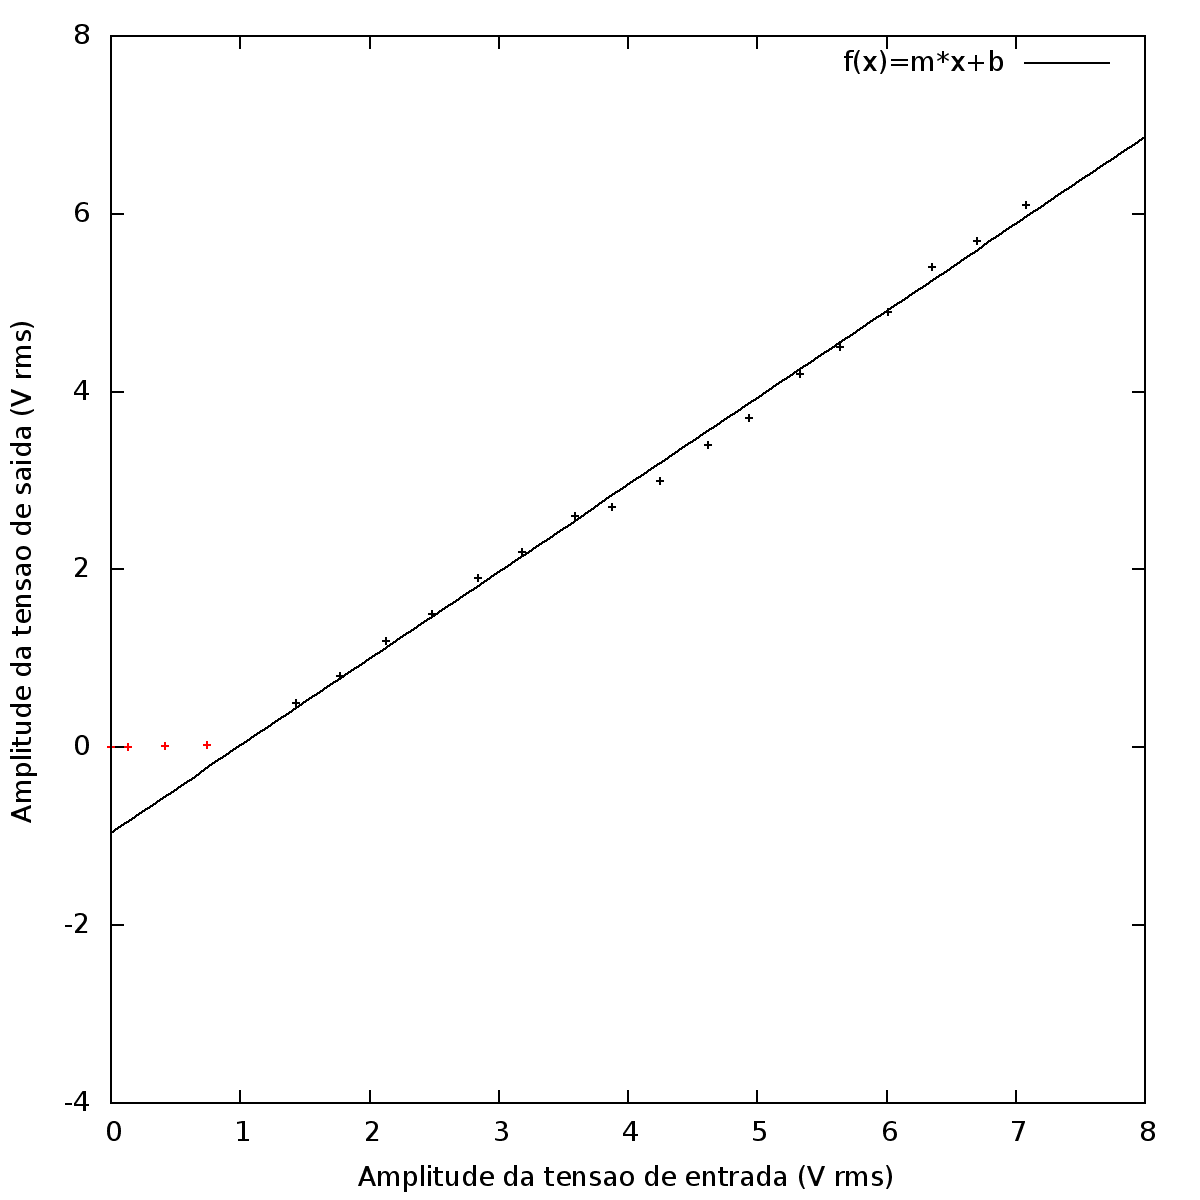 f(x)=m*x+b
8
6
4
2
0
-2
-4
0 1 2 3 4 5 6 7 8
Amplitude da tensao de saida (V rms)
Amplitude da tensao de entrada (V rms)